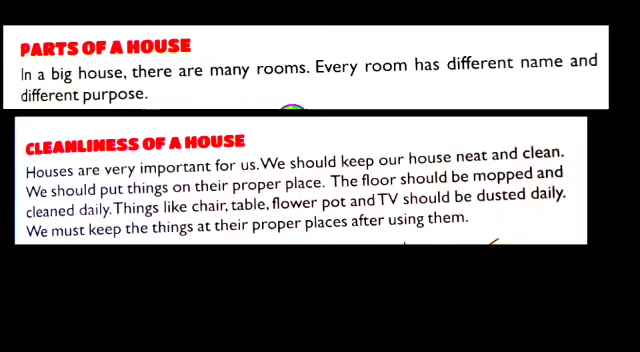 PARTS OF A HOUSE
In a big house, there are many rooms. Every room has different name and
different purpose.
CLEANLINESS OF A HOUSE
Houses are very important for us.We should keep our house neat and clean.
We should put things on their proper place. The floor should be mopped and
cleaned daily.Things like chair, table, flower pot and TV should be dusted daily.
We must keep the things at their proper places after using them.